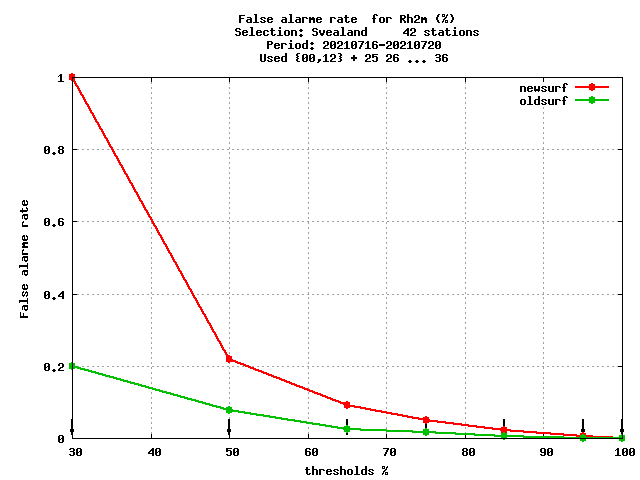 False alarme rate  for Rh2m (%)
Selection: Svealand     42 stations
Period: 20210716-20210720
Used {00,12} + 25 26 ... 36
newsurf
oldsurf
False alarme rate
1
0.8
0.6
0.4
0.2
0
30 40 50 60 70 80 90 100
thresholds %